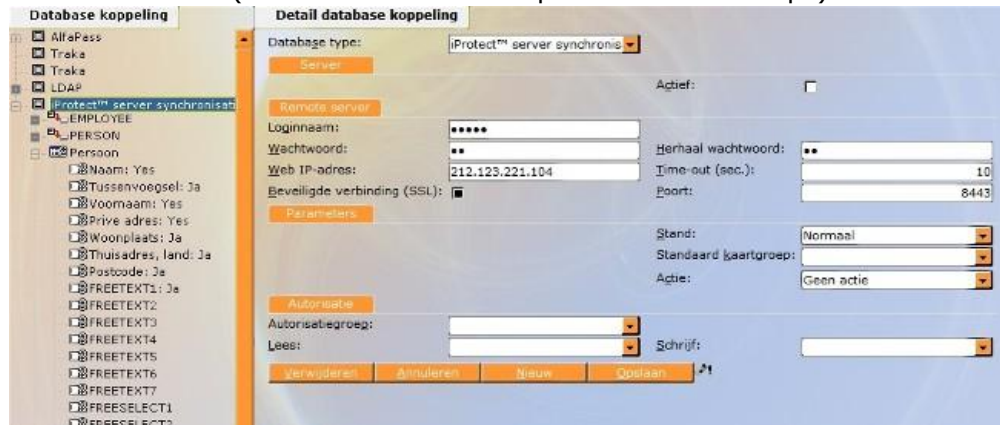 Database koppeling
Detail database koppeling
AlfaPass
Traka
Traka
LDAP
iProtect™ server synchronisati
EMPLOYEE
PERSON
Persoon
Naam: Yes
Tussenvoegsel: Ja
Voornaam: Yes
Prive adres: Yes
Woonplaats: Ja
Thuisadres, land: Ja
Postcode: Ja
FREETEXT1: Ja
FREETEXT2
FREETEXT3
FREETEXT4
FREETEXT5
FREETEXT6
FREETEXT7
FREESELECT1
FREESELECT2
Database type: iProtect™ server synchronis
Server
Actief:
Remote server
Loginnaam: •••••
Wachtwoord: •• Herhaal wachtwoord: ••
Web IP-adres: 212.123.221.104 Time-out (sec.): 10
Beveiligde verbinding (SSL): Poort: 8443
Parameters
Stand: Normaal
Standaard kaartgroep:
Actie: Geen actie
Autorisatie
Autorisatiegroep:
Lees: Schrijf:
Verwijderen Annuleren Nieuw Opslaan